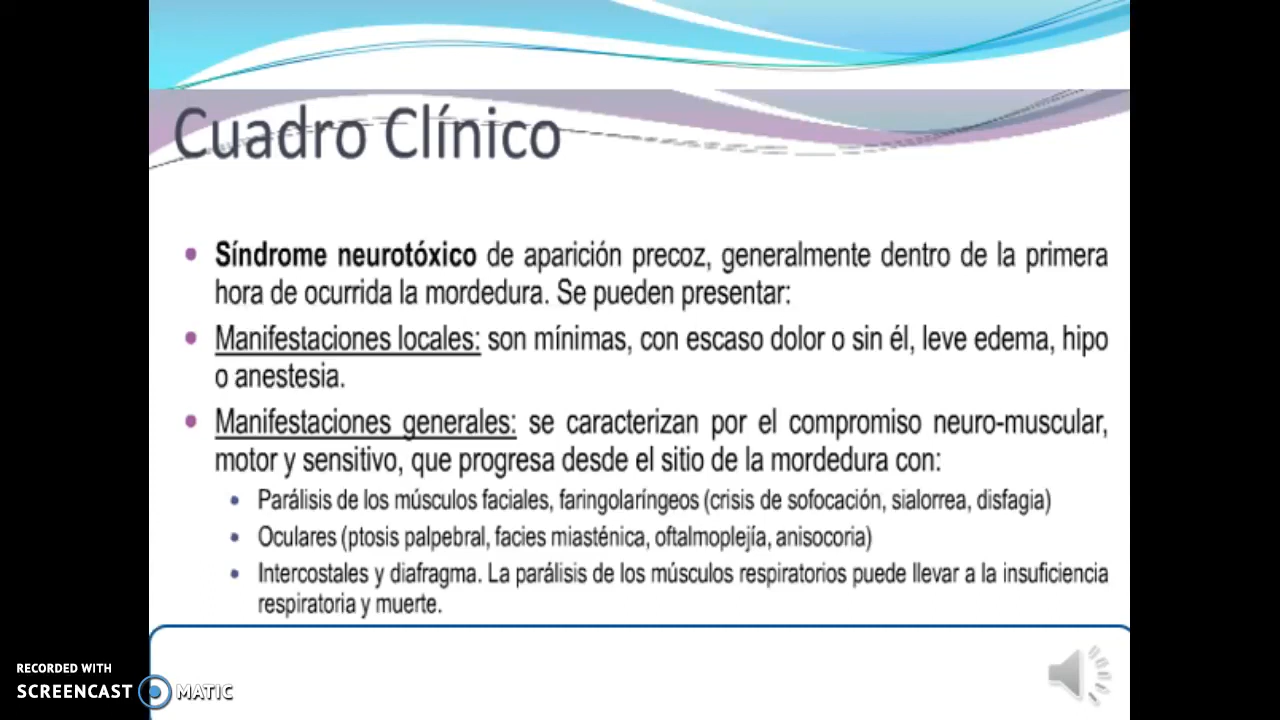 Cuadro Clínico
• Síndrome neurotóxico de aparición precoz, generalmente dentro de la primera
hora de ocurrida la mordedura. Se pueden presentar:
• Manifestaciones locales: son mínimas, con escaso dolor o sin él, leve edema, hipo
o anestesia.
• Manifestaciones generales: se caracterizan por el compromiso neuro-muscular,
motor y sensitivo, que progresa desde el sitio de la mordedura con:
• Parálisis de los músculos faciales, faringolaríngeos (crisis de sofocación, sialorrea, disfagia)
• Oculares (ptosis palpebral, facies miasténica, oftalmoplejía, anisocoria)
• Intercostales y diafragma. La parálisis de los músculos respiratorios puede llevar a la insuficiencia
respiratoria y muerte.
RECORDED WITH
SCREENCAST MATIC